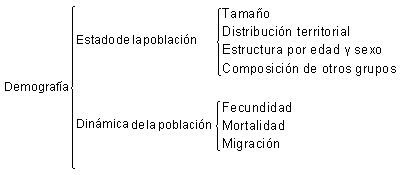 Demografía
Estado de la población
Tamaño
Distribución territorial
Estructura por edad y sexo
Composición de otros grupos
Dinámica de la población
Fecundidad
Mortalidad
Migración